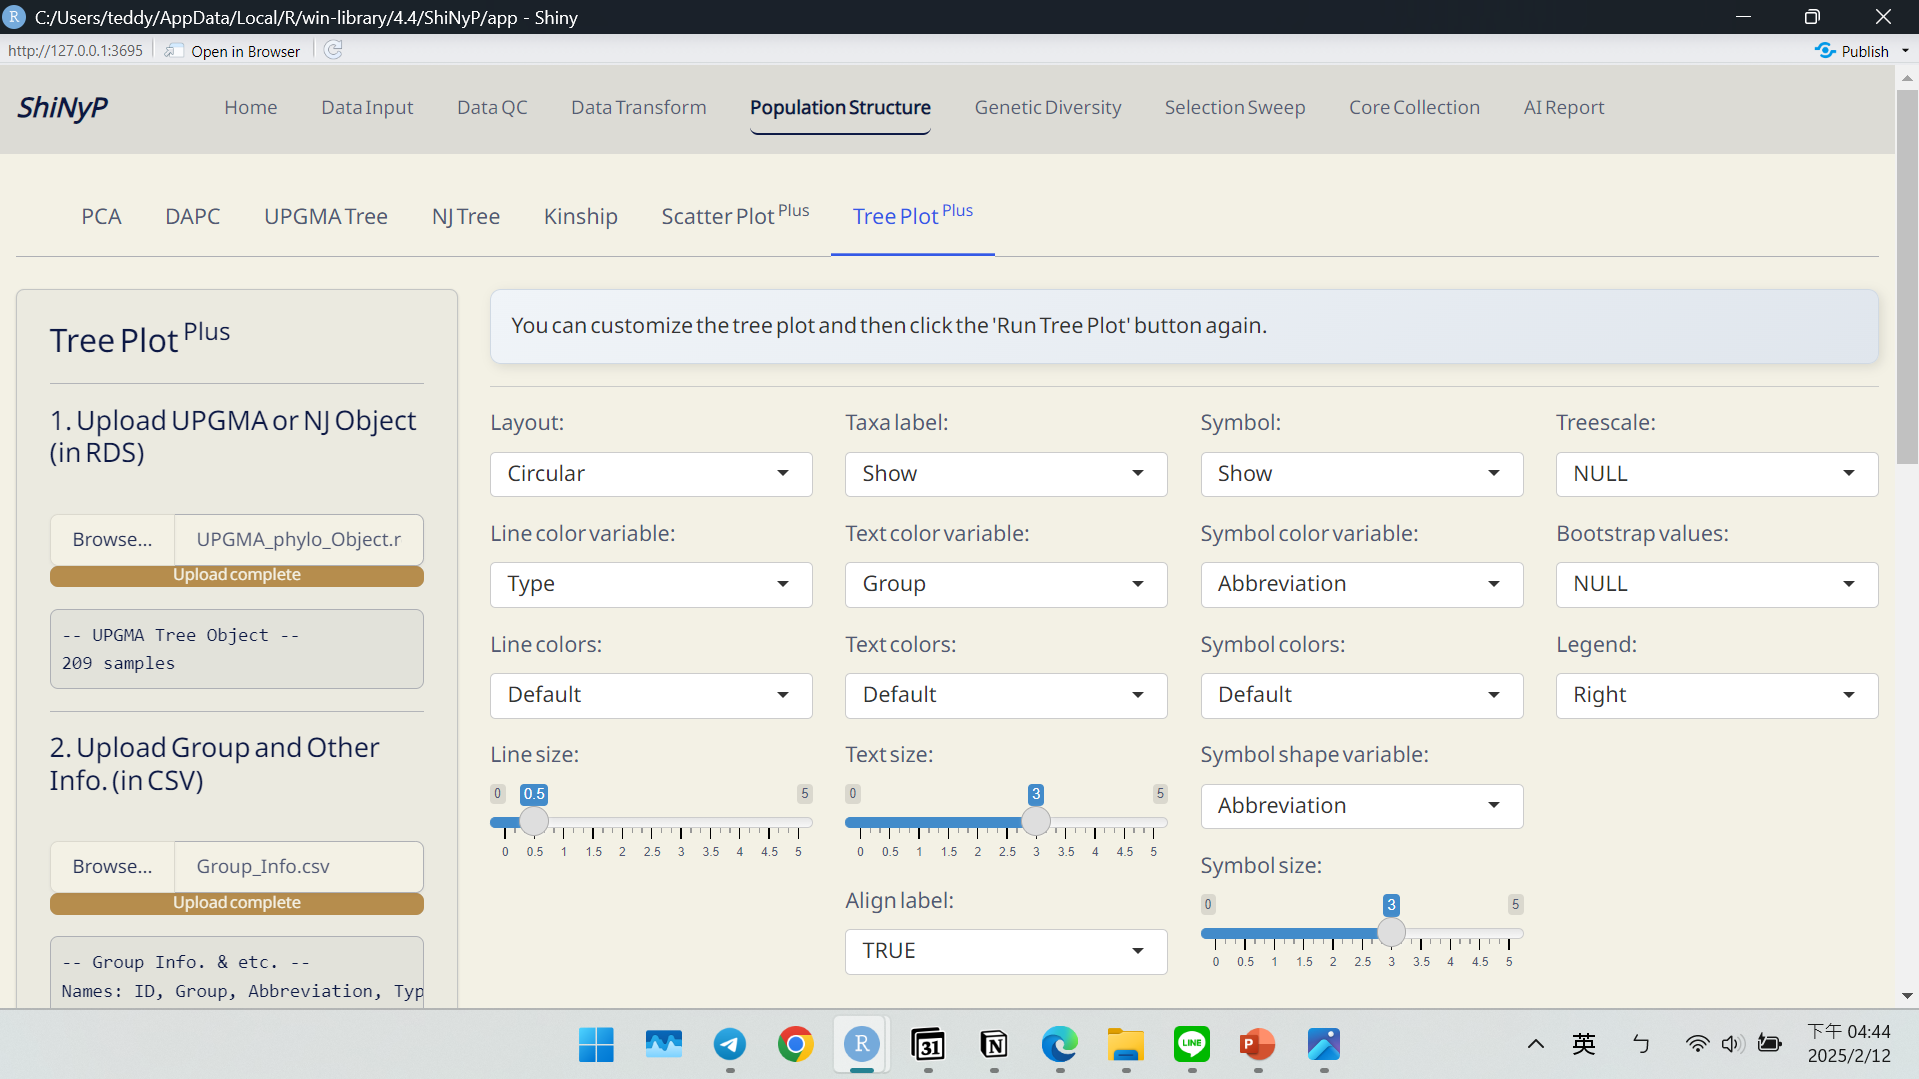 C:/Users/teddy/AppData/Local/R/win-library/4.4/ShiNyP/app - Shiny
http://127.0.0.1:3695 Open in Browser Publish
ShiNyP Home Data Input Data QC Data Transform Population Structure Genetic Diversity Selection Sweep Core Collection AI Report
PCA DAPC UPGMA Tree NJ Tree Kinship Scatter Plot Plus Tree Plot Plus
Tree Plot Plus
1. Upload UPGMA or NJ Object
(in RDS)
Browse... UPGMA_phylo_Object.r
Upload complete
-- UPGMA Tree Object --
209 samples
2. Upload Group and Other
Info. (in CSV)
Browse... Group_Info.csv
Upload complete
-- Group Info. & etc. --
Names: ID, Group, Abbreviation, Typ
You can customize the tree plot and then click the 'Run Tree Plot' button again.
Layout: Taxa label: Symbol: Treescale:
Circular Show Show NULL
Line color variable: Text color variable: Symbol color variable: Bootstrap values:
Type Group Abbreviation NULL
Line colors: Text colors: Symbol colors: Legend:
Default Default Default Right
Line size: Text size: Symbol shape variable:
0 0.5 5 0 3 5
Abbreviation
0 0.5 1 1.5 2 2.5 3 3.5 4 4.5 5 0 0.5 1 1.5 2 2.5 3 3.5 4 4.5 5
Symbol size:
Align label: 0 3 5
TRUE
0 0.5 1 1.5 2 2.5 3 3.5 4 4.5 5
R 31 N LINE P 英 ㄅ
下午 04:44
2025/2/12